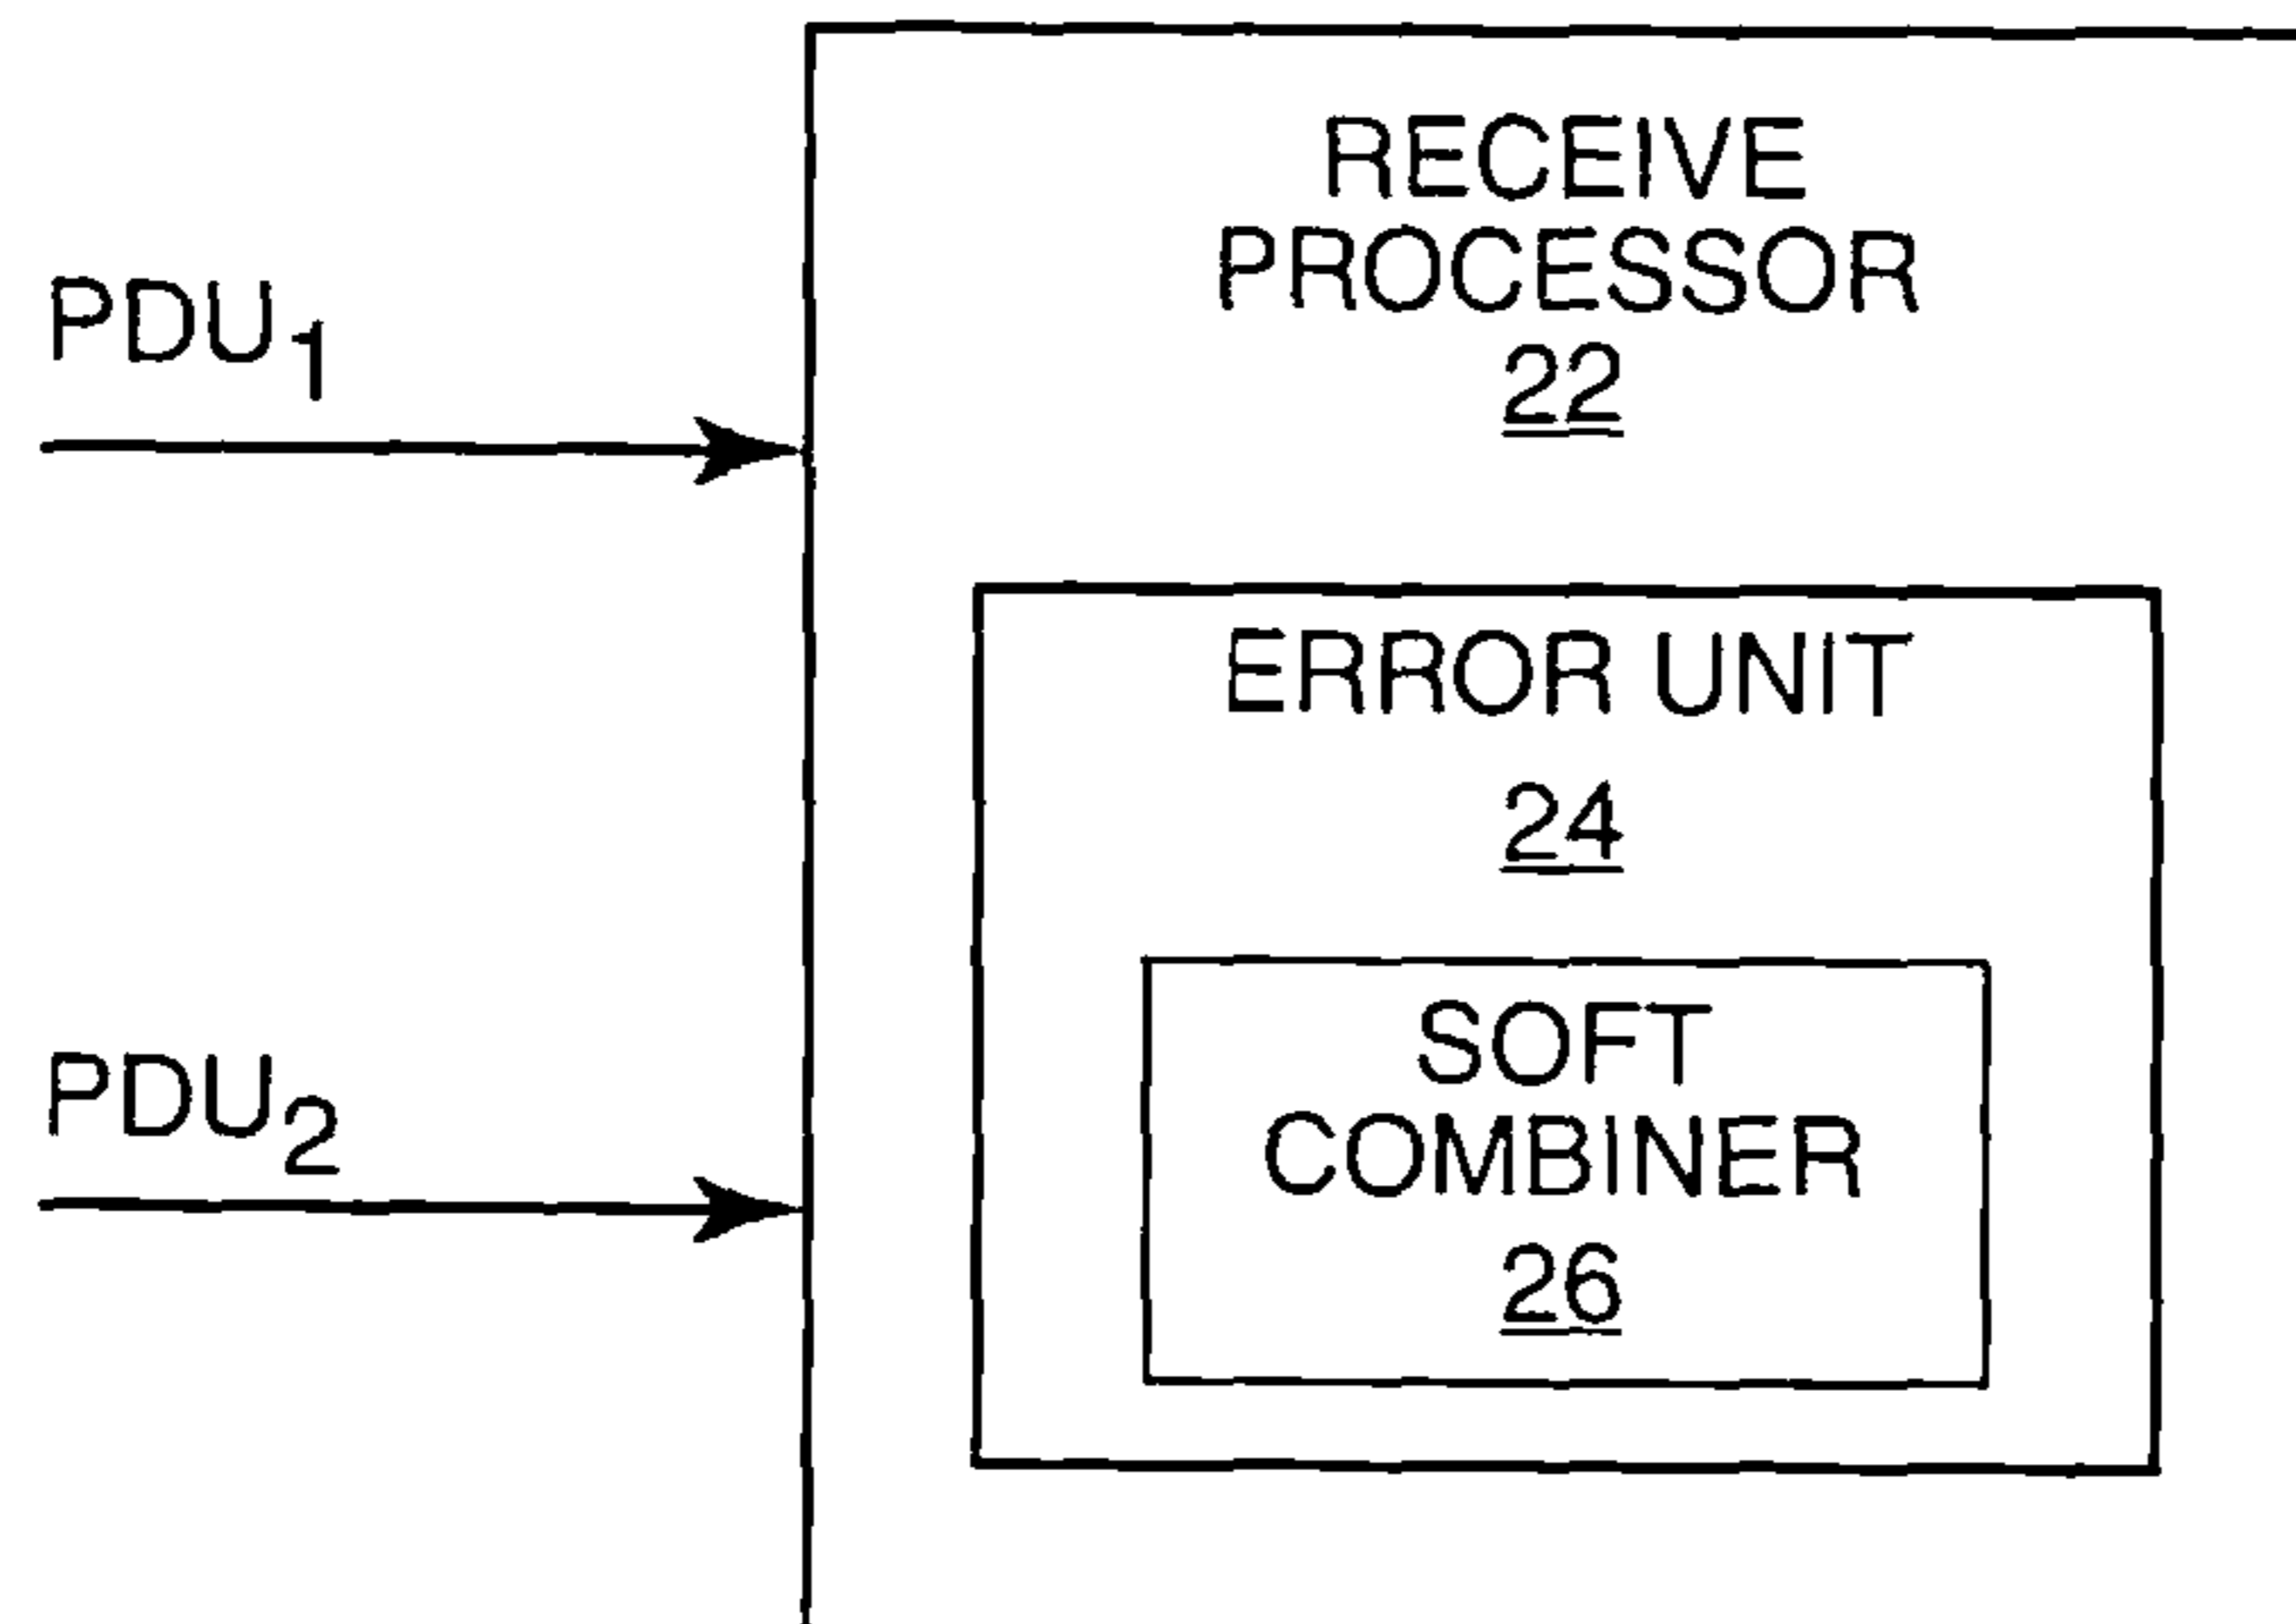 RECEIVE
PROCESSOR
22
PDU1
ERROR UNIT
24
SOFT
COMBINER
26
PDU2